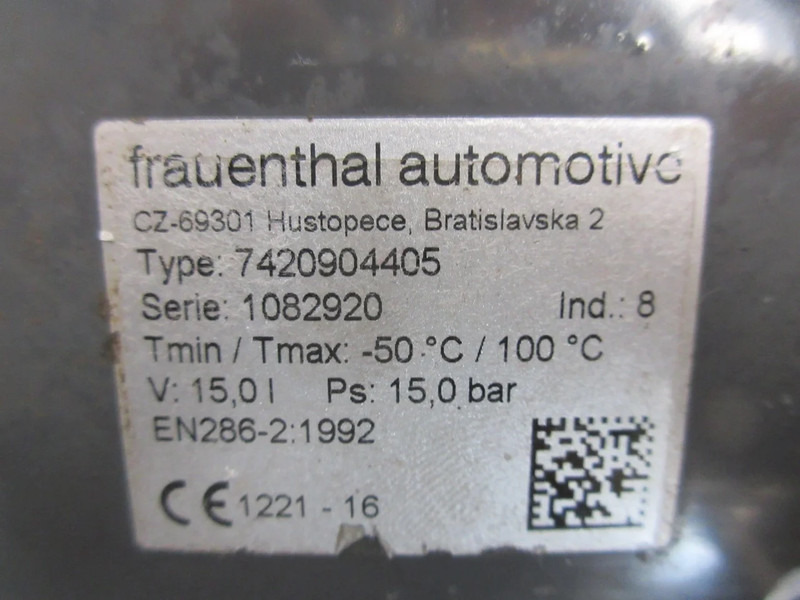 frauenthal automotive
CZ-69301 Hustopece, Bratislavska 2
Type: 7420904405
Serie: 1082920 Ind.: 8
Tmin / Tmax: -50 °C / 100 °C
V: 15,0 l Ps: 15,0 bar
EN286-2:1992
CE 1221 - 16